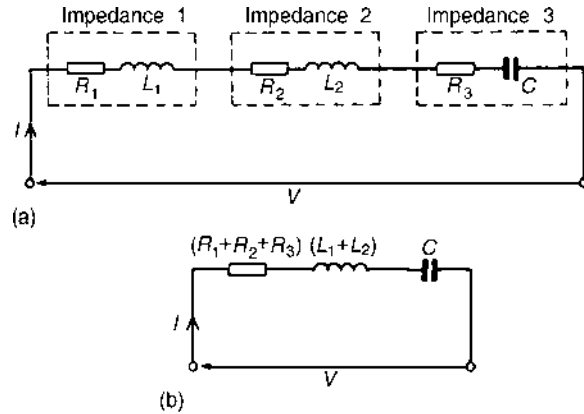 Impedance 1 Impedance 2 Impedance 3
R1 L1 R2 L2 R3 C
I
V
(a)
(R1+R2+R3) (L1+L2) C
I
V
(b)